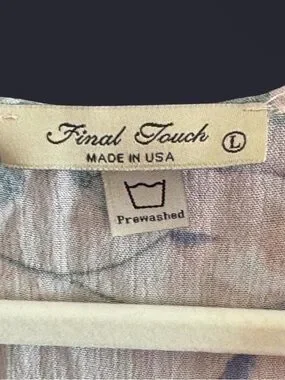 Final Touch
MADE IN USA
L
Prewashed